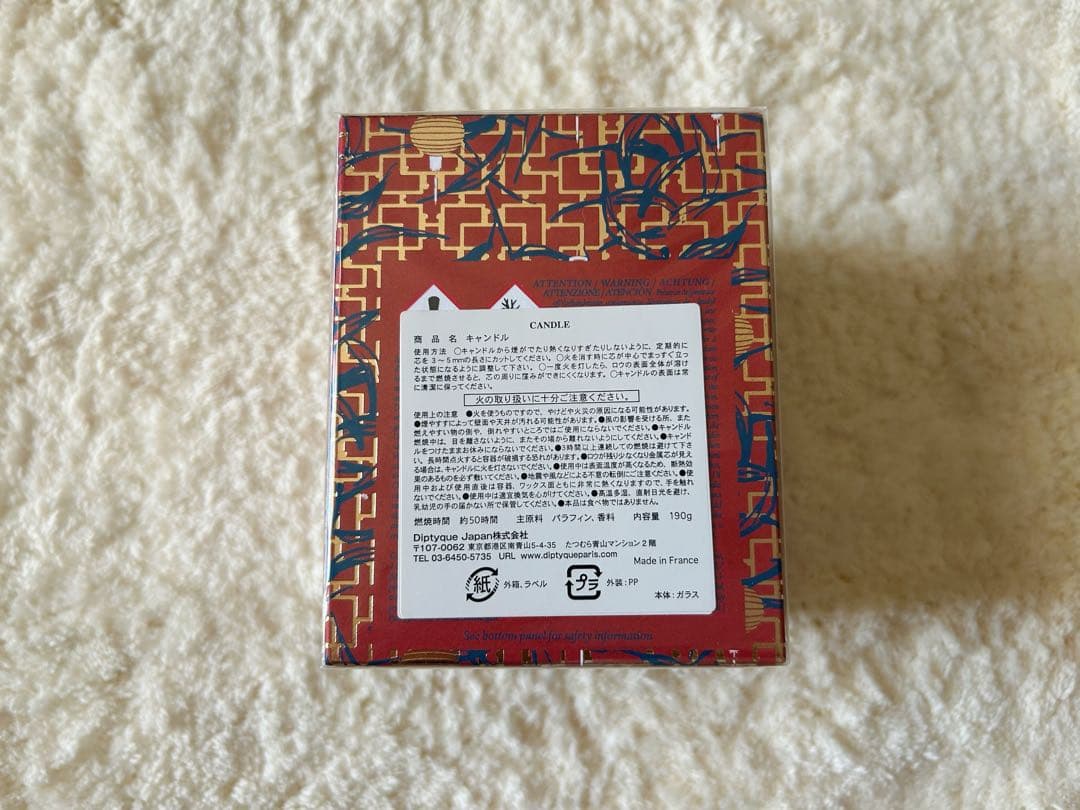 ATTENTION / WARNING / ACHTUNG /
ATTENZIONE / ATENCIÓN
CANDLE
商品名 キャンドル
使用方法 ○キャンドルから煙がでたり熱くなりすぎたりしないように、定期的に
芯を3～5mmの長さにカットしてください。○火を消す時に芯が中心でまっすぐ立っ
た状態になるように調整して下さい。○一度火を灯したら、ロウの表面全体が溶け
るまで燃焼させると、芯の周りに窪みができにくくなります。○キャンドルの表面は常
に清潔に保ってください。
火の取り扱いに十分ご注意ください。
使用上の注意 ●火を使うものですので、やけどや火災の原因になる可能性があります。
●煙やすすによって壁面や天井が汚れる可能性があります。●風の影響を受ける所、また
燃えやすい物の側や、倒れやすいところではご使用にならないでください。●キャンドル
燃焼中は、目を離さないように、またその場から離れないようにしてください。●キャンド
ルをつけたままお休みにならないでください。●3時間以上連続しての燃焼は避けて下さ
い。長時間点火すると容器が破損する恐れがあります。●ロウが残り少なくなり金属芯が見え
る場合は、キャンドルに火を灯さないでください。●使用中は表面温度が高くなるため、断熱効
果のあるものを必ず敷いてください。●地震や風などによる不意の転倒にご注意ください。●使
用中および使用直後は容器、ワックス面ともに非常に熱くなりますので、手を触れ
ないでください。●使用中は適宜換気を心がけてください。●高温多湿、直射日光を避け、
乳幼児の手の届かない所で保管してください。●本品は食べ物ではありません。
燃焼時間 約50時間 主原料 パラフィン、香料 内容量 190g
Diptyque Japan株式会社
〒107-0062 東京都港区南青山5-4-35 たつむら青山マンション2階
TEL 03-6450-5735 URL www.diptyqueparis.com
Made in France
紙 外箱、ラベル プラ 外装:PP
本体:ガラス
See bottom panel for safety information